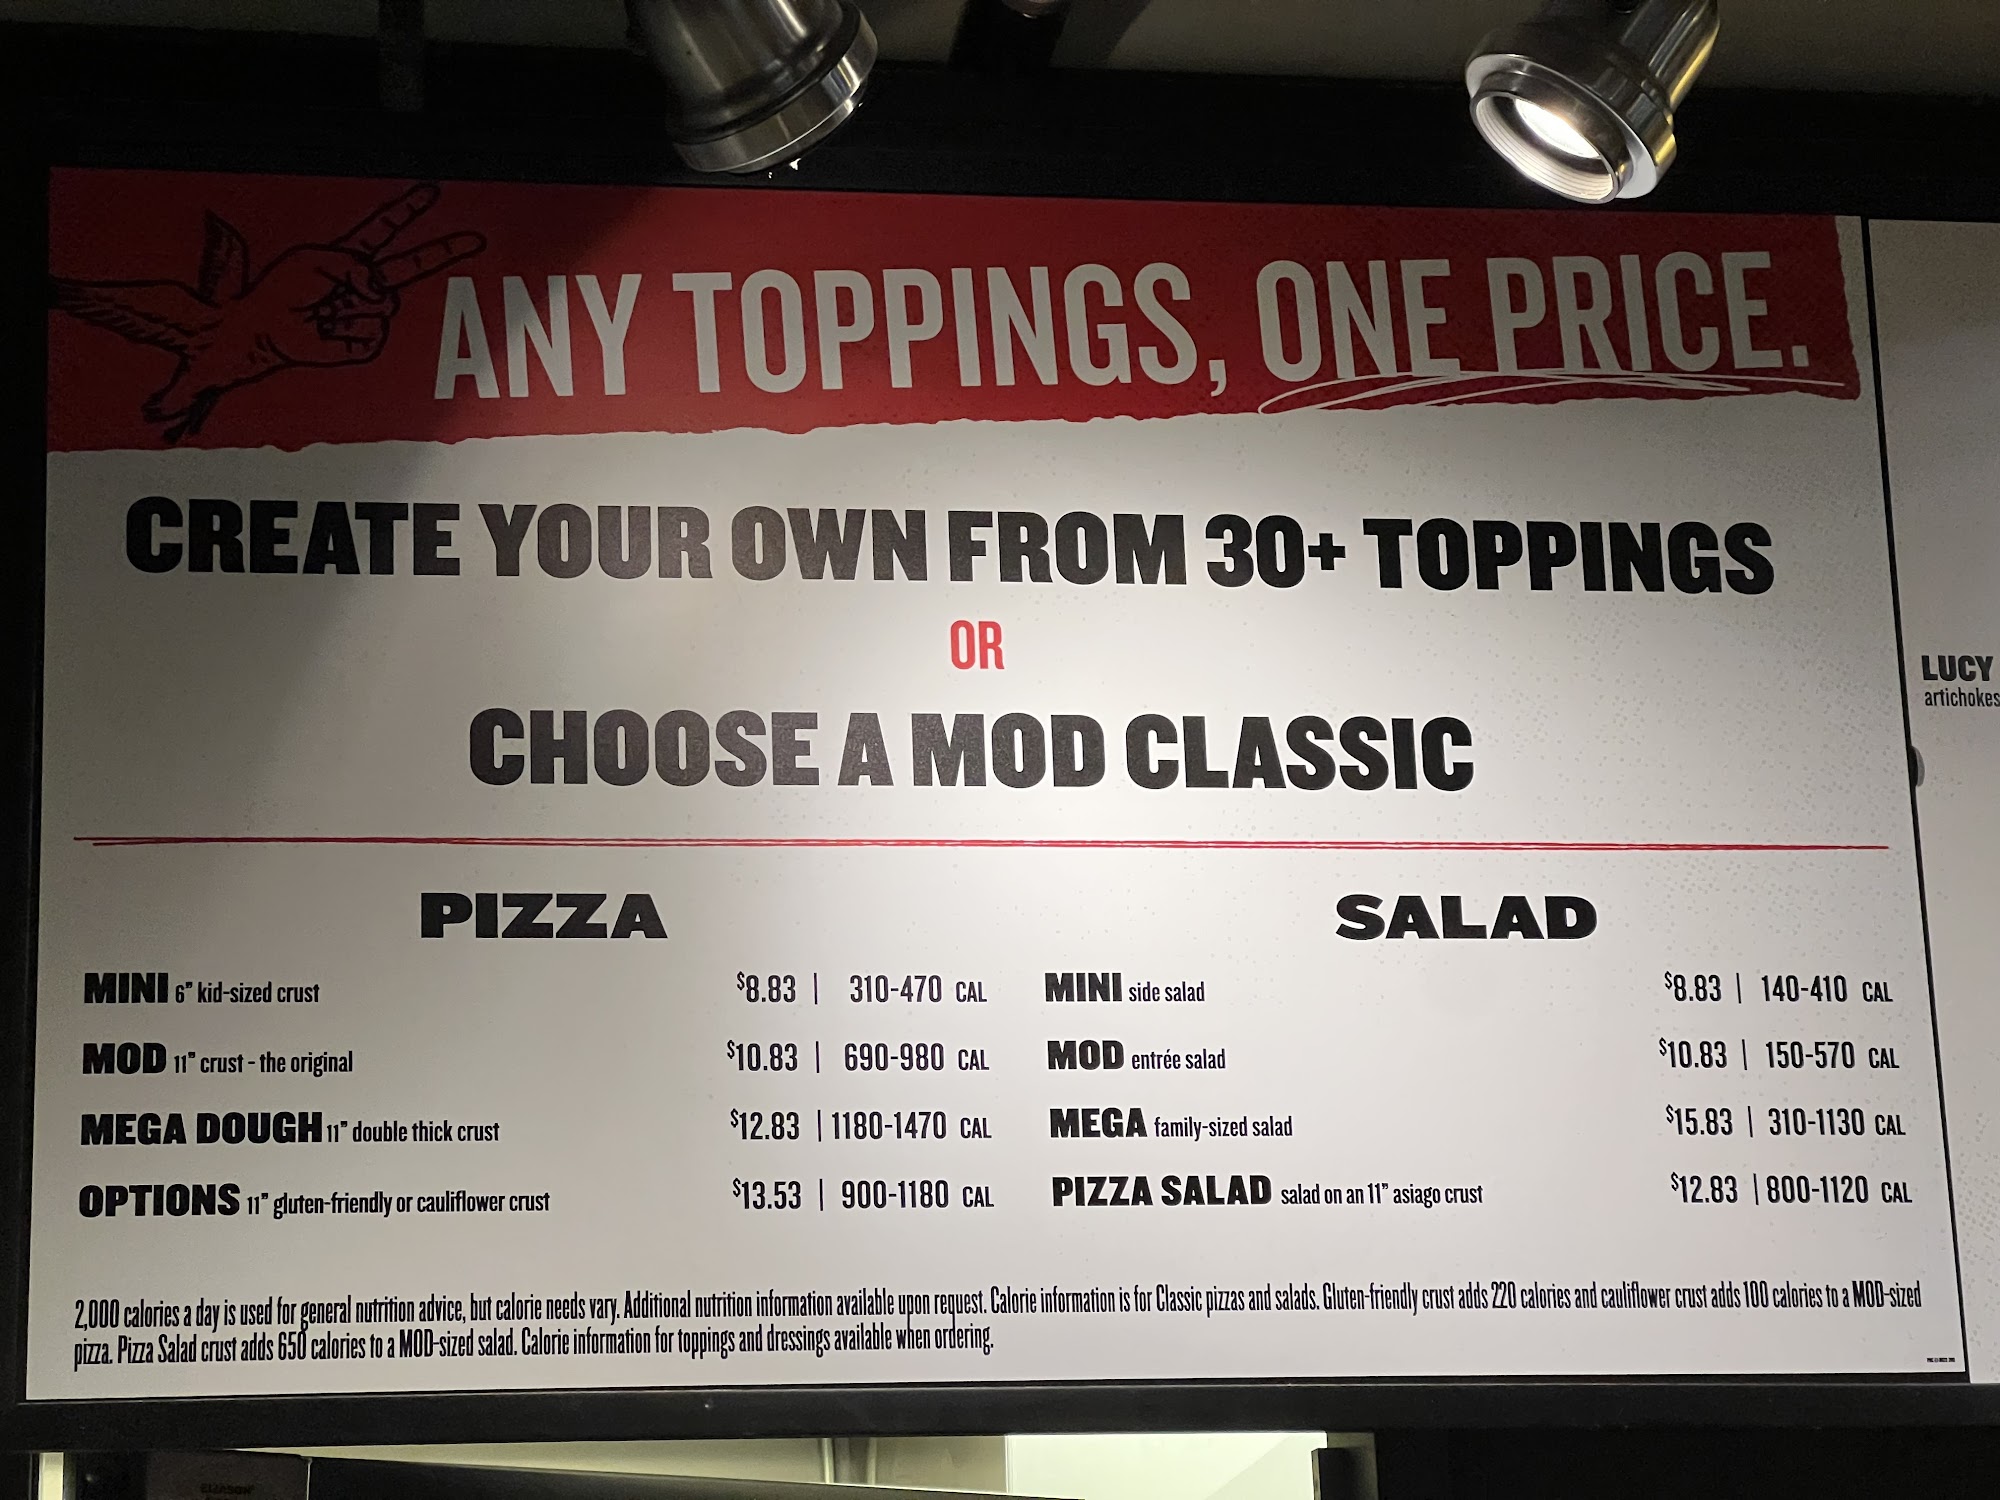 ANY TOPPINGS, ONE PRICE.
CREATE YOUR OWN FROM 30+ TOPPINGS
OR
CHOOSE A MOD CLASSIC
PIZZA
MINI 6" kid-sized crust $8.83 | 310-470 CAL
MOD 11" crust - the original $10.83 | 690-980 CAL
MEGA DOUGH 11" double thick crust $12.83 | 1180-1470 CAL
OPTIONS 11" gluten-friendly or cauliflower crust $13.53 | 900-1180 CAL
SALAD
MINI side salad $8.83 | 140-410 CAL
MOD entrée salad $10.83 | 150-570 CAL
MEGA family-sized salad $15.83 | 310-1130 CAL
PIZZA SALAD salad on an 11" asiago crust $12.83 | 800-1120 CAL
2,000 calories a day is used for general nutrition advice, but calorie needs vary. Additional nutrition information available upon request. Calorie information is for Classic pizzas and salads. Gluten-friendly crust adds 220 calories and cauliflower crust adds 100 calories to a MOD-sized
pizza. Pizza Salad crust adds 650 calories to a MOD-sized salad. Calorie information for toppings and dressings available when ordering.
LUCY
artichokes